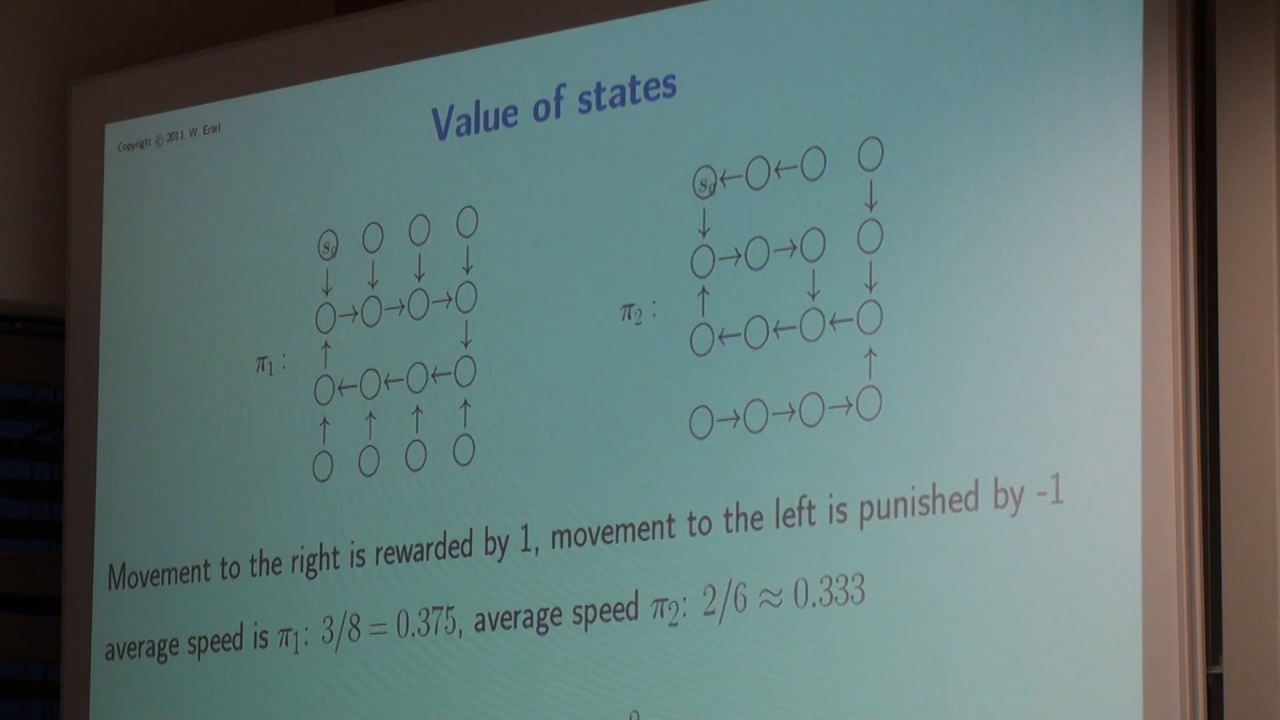 Copyright © 2011, W. Ertel
Value of states
s₀
s₀
π₁ :
π₂ :
Movement to the right is rewarded by 1, movement to the left is punished by -1
average speed is π₁: 3/8 = 0.375, average speed π₂: 2/6 ≈ 0.333